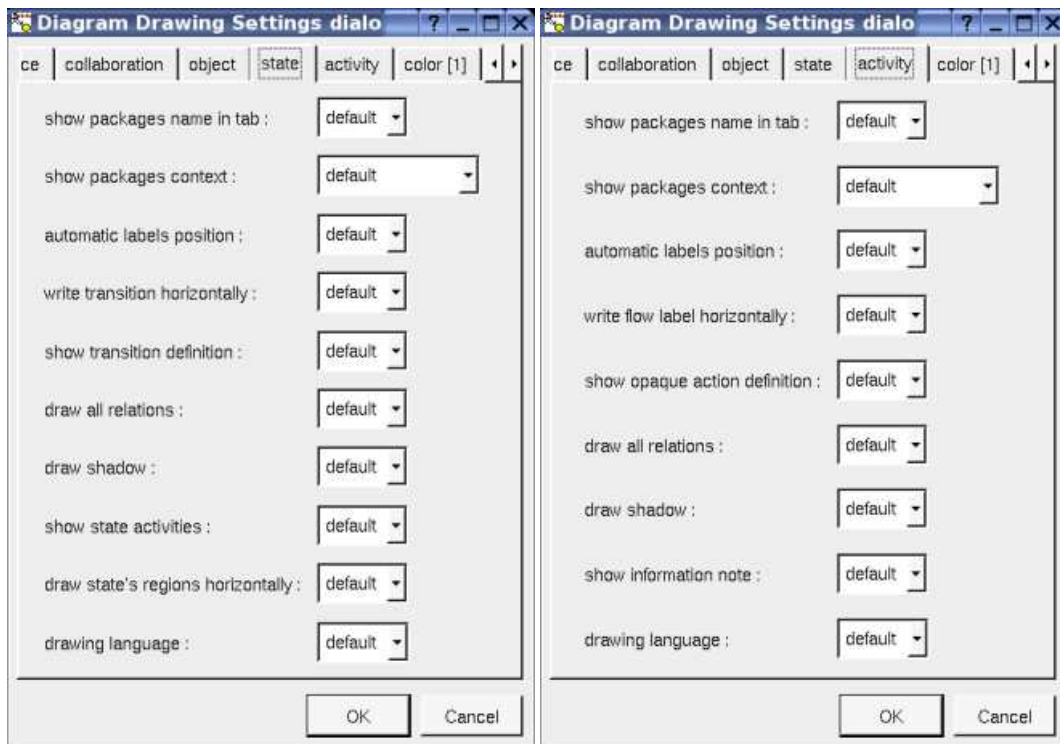 Diagram Drawing Settings dialo
ce collaboration object state activity color [1]
show packages name in tab : default
show packages context : default
automatic labels position : default
write transition horizontally : default
show transition definition : default
draw all relations : default
draw shadow : default
show state activities : default
draw state's regions horizontally : default
drawing language : default
OK Cancel
Diagram Drawing Settings dialo
ce collaboration object state activity color [1]
show packages name in tab : default
show packages context : default
automatic labels position : default
write flow label horizontally : default
show opaque action definition : default
draw all relations : default
draw shadow : default
show information note : default
drawing language : default
OK Cancel